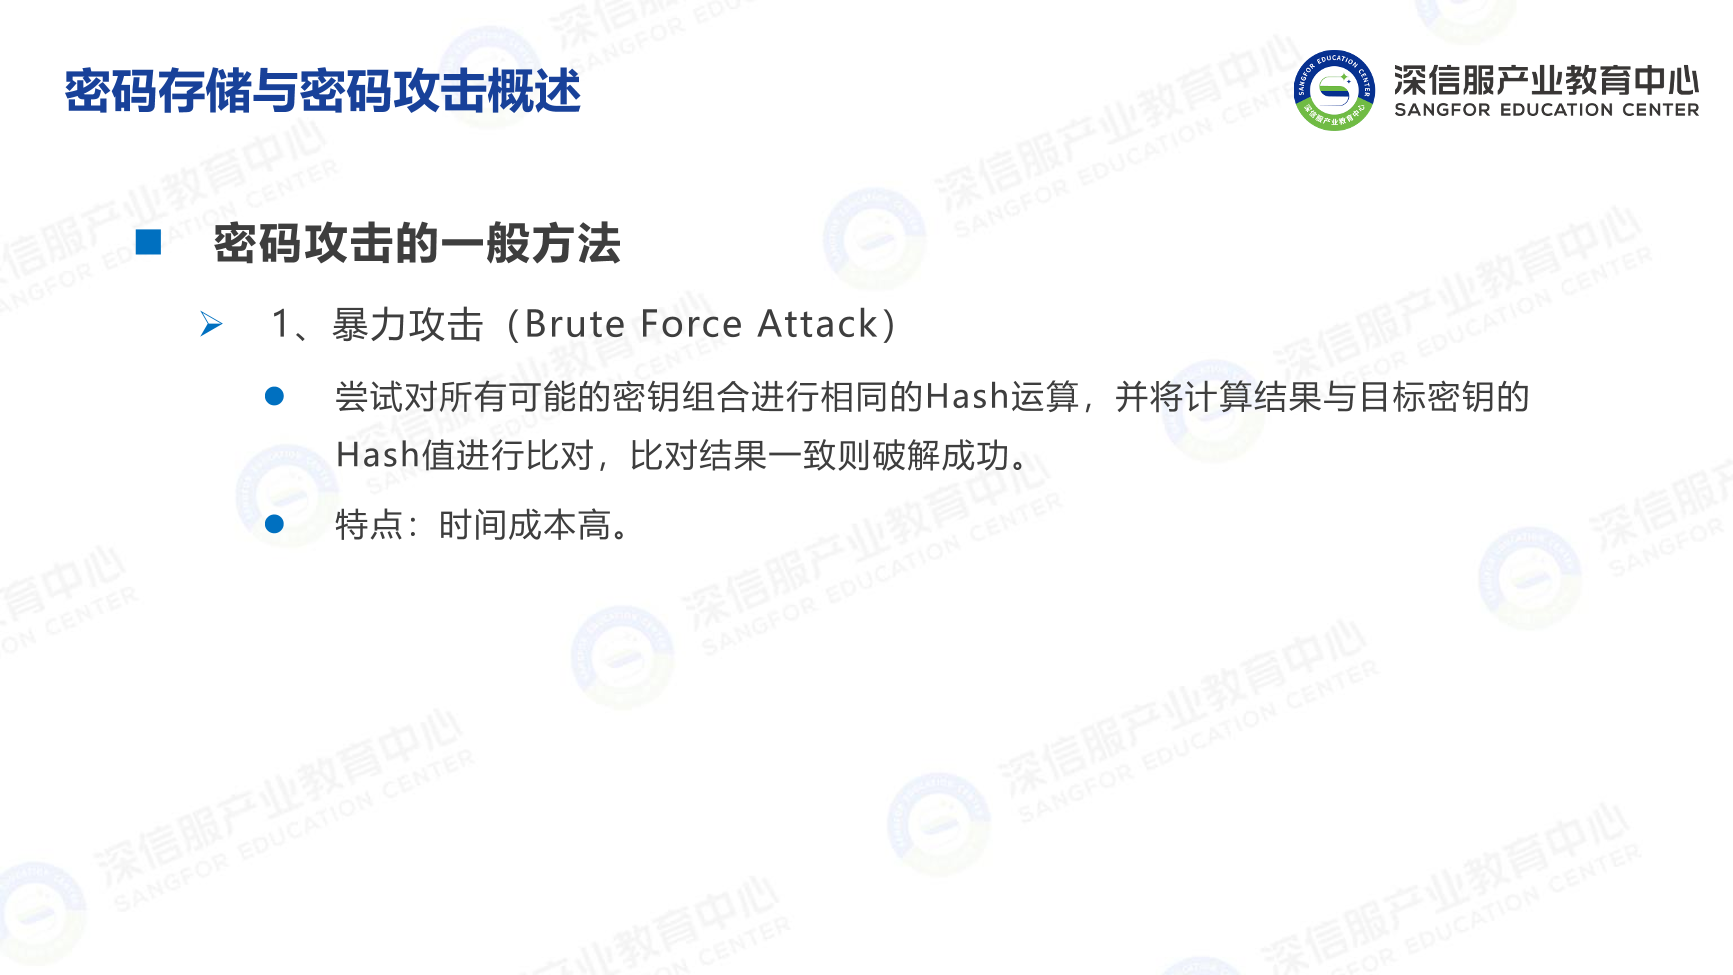 密码存储与密码攻击概述
深信服产业教育中心
SANGFOR EDUCATION CENTER
密码攻击的一般方法
1、暴力攻击（Brute Force Attack）
尝试对所有可能的密钥组合进行相同的Hash运算，并将计算结果与目标密钥的
Hash值进行比对，比对结果一致则破解成功。
特点：时间成本高。